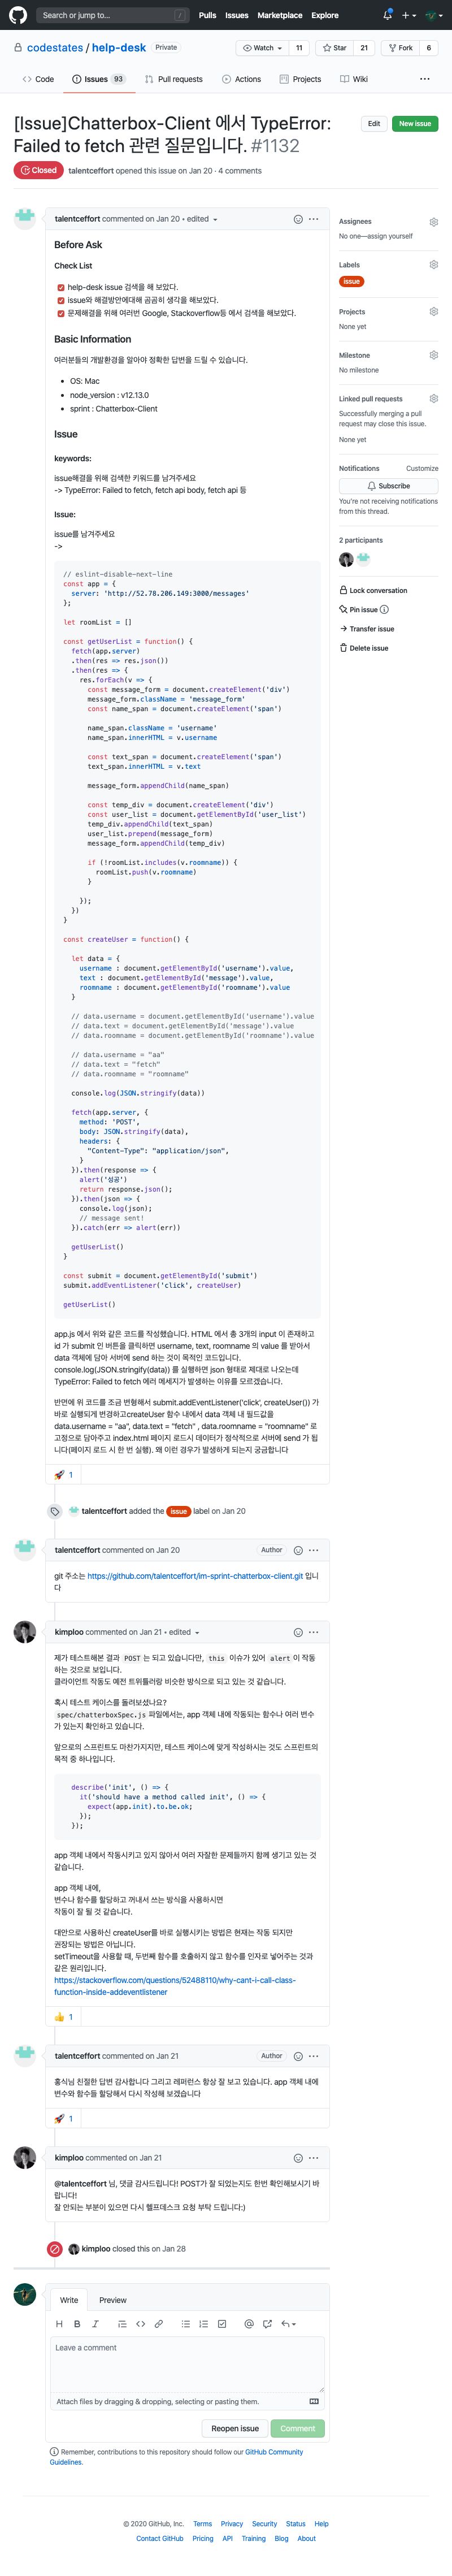 Search or jump to... /
Pulls Issues Marketplace Explore
codestates / help-desk Private
Watch 11 Star 21 Fork 6
Code Issues 93 Pull requests Actions Projects Wiki
[Issue]Chatterbox-Client 에서 TypeError:
Failed to fetch 관련 질문입니다. #1132
Edit New issue
Closed talentceffort opened this issue on Jan 20 · 4 comments
talentceffort commented on Jan 20 • edited
Before Ask
Check List
help-desk issue 검색을 해 보았다.
issue와 해결방안에대해 곰곰히 생각을 해보았다.
문제해결을 위해 여러번 Google, Stackoverflow등 에서 검색을 해보았다.
Basic Information
여러분들의 개발환경을 알아야 정확한 답변을 드릴 수 있습니다.
OS: Mac
node_version : v12.13.0
sprint : Chatterbox-Client
Issue
keywords:
issue해결을 위해 검색한 키워드를 남겨주세요
-> TypeError: Failed to fetch, fetch api body, fetch api 등
Issue:
issue를 남겨주세요
->
// eslint-disable-next-line
const app = {
server: 'http://52.78.206.149:3000/messages'
};
let roomList = []
const getUserList = function() {
fetch(app.server)
.then(res => res.json())
.then(res => {
res.forEach(v => {
const message_form = document.createElement('div')
message_form.className = 'message_form'
const name_span = document.createElement('span')
name_span.className = 'username'
name_span.innerHTML = v.username
const text_span = document.createElement('span')
text_span.innerHTML = v.text
message_form.appendChild(name_span)
const temp_div = document.createElement('div')
const user_list = document.getElementById('user_list')
temp_div.appendChild(text_span)
user_list.prepend(message_form)
message_form.appendChild(temp_div)
if (!roomList.includes(v.roomname)) {
roomList.push(v.roomname)
}
});
})
}
const createUser = function() {
let data = {
username : document.getElementById('username').value,
text : document.getElementById('message').value,
roomname : document.getElementById('roomname').value
}
// data.username = document.getElementById('username').value
// data.text = document.getElementById('message').value
// data.roomname = document.getElementById('roomname').value
// data.username = "aa"
// data.text = "fetch"
// data.roomname = "roomname"
console.log(JSON.stringify(data))
fetch(app.server, {
method: 'POST',
body: JSON.stringify(data),
headers: {
"Content-Type": "application/json",
}
}).then(response => {
alert('성공')
return response.json();
}).then(json => {
console.log(json);
// message sent!
}).catch(err => alert(err))
getUserList()
}
const submit = document.getElementById('submit')
submit.addEventListener('click', createUser)
getUserList()
app.js 에서 위와 같은 코드를 작성했습니다. HTML 에서 총 3개의 input 이 존재하고
id 가 submit 인 버튼을 클릭하면 username, text, roomname 의 value 를 받아서
data 객체에 담아 서버에 send 하는 것이 목적인 코드입니다.
console.log(JSON.stringify(data)) 를 실행하면 json 형태로 제대로 나오는데
TypeError: Failed to fetch 에러 메세지가 발생하는 이유를 모르겠습니다.
반면에 위 코드를 조금 변형해서 submit.addEventListener('click', createUser()) 가
바로 실행되게 변경하고createUser 함수 내에서 data 객체 내 필드값을
data.username = "aa", data.text = "fetch" , data.roomname = "roomname" 로
고정으로 담아주고 index.html 페이지 로드시 데이터가 정삭적으로 서버에 send 가 됩
니다(페이지 로드 시 한 번 실행). 왜 이런 경우가 발생하게 되는지 궁금합니다
🚀 1
talentceffort added the issue label on Jan 20
talentceffort commented on Jan 20 Author
git 주소는 https://github.com/talentceffort/im-sprint-chatterbox-client.git 입니
다
kimploo commented on Jan 21 • edited
제가 테스트해본 결과 POST 는 되고 있습니다만, this 이슈가 있어 alert 이 작동
하는 것으로 보입니다.
클라이언트 작동도 예전 트위틀러랑 비슷한 방식으로 되고 있는 것 같습니다.
혹시 테스트 케이스를 돌려보셨나요?
spec/chatterboxSpec.js 파일에서는, app 객체 내에 작동되는 함수나 여러 변수
가 있는지 확인하고 있습니다.
앞으로의 스프린트도 마찬가지지만, 테스트 케이스에 맞게 작성하시는 것도 스프린트의
목적 중 하나입니다.
describe('init', () => {
it('should have a method called init', () => {
expect(app.init).to.be.ok;
});
});
app 객체 내에서 작동시키고 있지 않아서 여러 자잘한 문제들까지 함께 생기고 있는 것
같습니다.
app 객체 내에,
변수나 함수를 할당하고 꺼내서 쓰는 방식을 사용하시면
작동이 잘 될 것 같습니다.
대안으로 사용하신 createUser를 바로 실행시키는 방법은 현재는 작동 되지만
권장되는 방법은 아닙니다.
setTimeout을 사용할 때, 두번째 함수를 호출하지 않고 함수를 인자로 넣어주는 것과
같은 원리입니다.
https://stackoverflow.com/questions/52488110/why-cant-i-call-class-
function-inside-addeventlistener
👍 1
talentceffort commented on Jan 21 Author
홍식님 친절한 답변 감사합니다 그리고 레퍼런스 항상 잘 보고 있습니다. app 객체 내에
변수와 함수들 할당해서 다시 작성해 보겠습니다
🚀 1
kimploo commented on Jan 21
@talentceffort 님, 댓글 감사드립니다! POST가 잘 되었는지도 한번 확인해보시기 바
랍니다!
잘 안되는 부분이 있으면 다시 헬프데스크 요청 부탁 드립니다:)
kimploo closed this on Jan 28
Write Preview
Leave a comment
Attach files by dragging & dropping, selecting or pasting them.
Reopen issue Comment
Remember, contributions to this repository should follow our GitHub Community
Guidelines.
Assignees
No one—assign yourself
Labels
issue
Projects
None yet
Milestone
No milestone
Linked pull requests
Successfully merging a pull
request may close this issue.
None yet
Notifications Customize
Subscribe
You're not receiving notifications
from this thread.
2 participants
Lock conversation
Pin issue
Transfer issue
Delete issue
© 2020 GitHub, Inc. Terms Privacy Security Status Help
Contact GitHub Pricing API Training Blog About